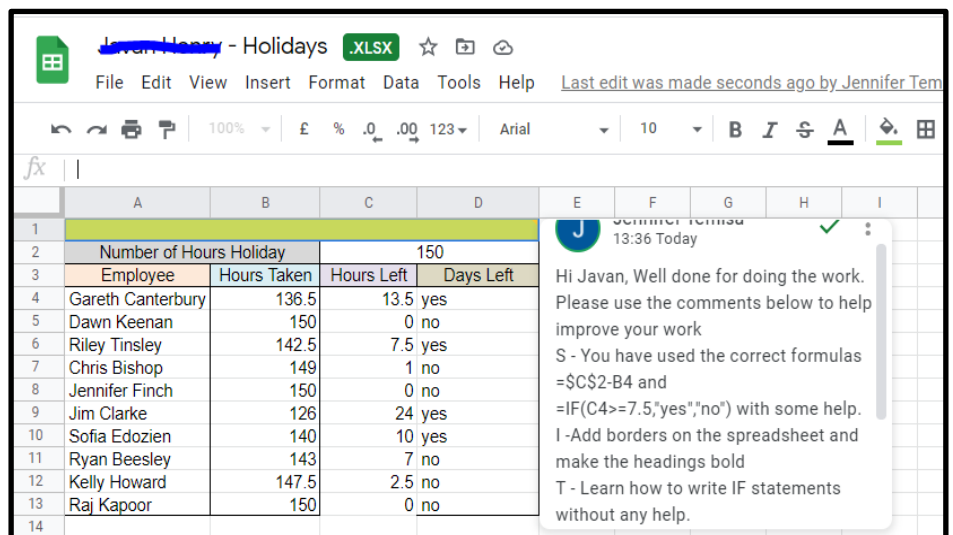 - Holidays .XLSX
File Edit View Insert Format Data Tools Help Last edit was made seconds ago by Jennifer Tem
100% £ % .0 .00 123 Arial 10 B I S A
fx
A B C D E F G H I
1
2 Number of Hours Holiday 150
3 Employee Hours Taken Hours Left Days Left
4 Gareth Canterbury 136.5 13.5 yes
5 Dawn Keenan 150 0 no
6 Riley Tinsley 142.5 7.5 yes
7 Chris Bishop 149 1 no
8 Jennifer Finch 150 0 no
9 Jim Clarke 126 24 yes
10 Sofia Edozien 140 10 yes
11 Ryan Beesley 143 7 no
12 Kelly Howard 147.5 2.5 no
13 Raj Kapoor 150 0 no
14
J
13:36 Today
Hi Javan, Well done for doing the work.
Please use the comments below to help
improve your work
S - You have used the correct formulas
=$C$2-B4 and
=IF(C4>=7.5,"yes","no") with some help.
I -Add borders on the spreadsheet and
make the headings bold
T - Learn how to write IF statements
without any help.